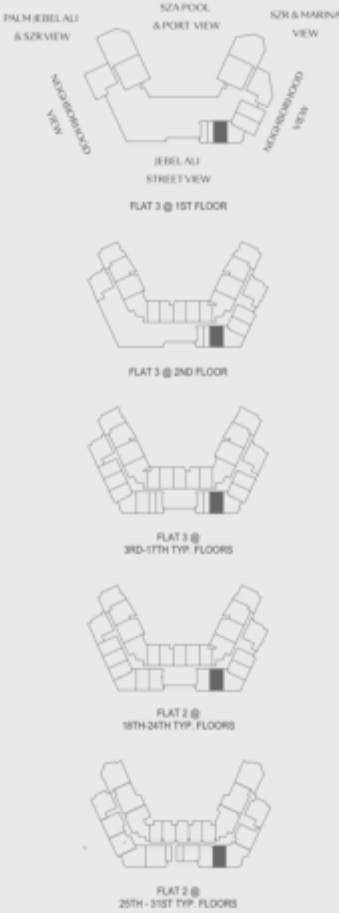 PALM JEBEL ALI
& SZR VIEW
SZA POOL
& PORT VIEW
SZR & MARINA
VIEW
NEIGHBORHOOD
VIEW
NEIGHBORHOOD
VIEW
JEBEL ALI
STREET VIEW
FLAT 3 @ 1ST FLOOR
FLAT 3 @ 2ND FLOOR
FLAT 3 @
3RD-17TH TYP. FLOORS
FLAT 2 @
18TH-24TH TYP. FLOORS
FLAT 2 @
25TH - 31ST TYP. FLOORS